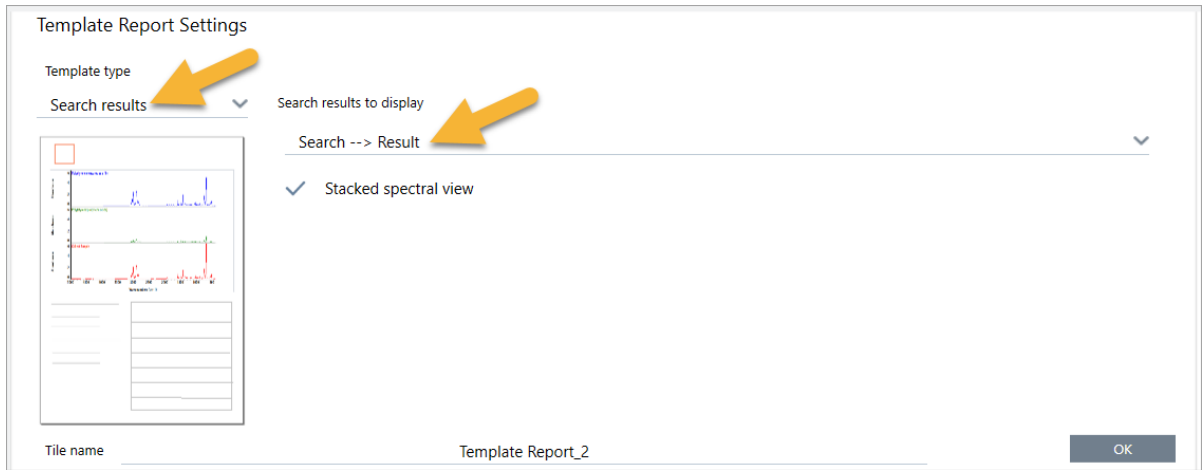 Template Report Settings
Template type
Search results
Search results to display
Search --> Result
Stacked spectral view
Tile name
Template Report_2
OK